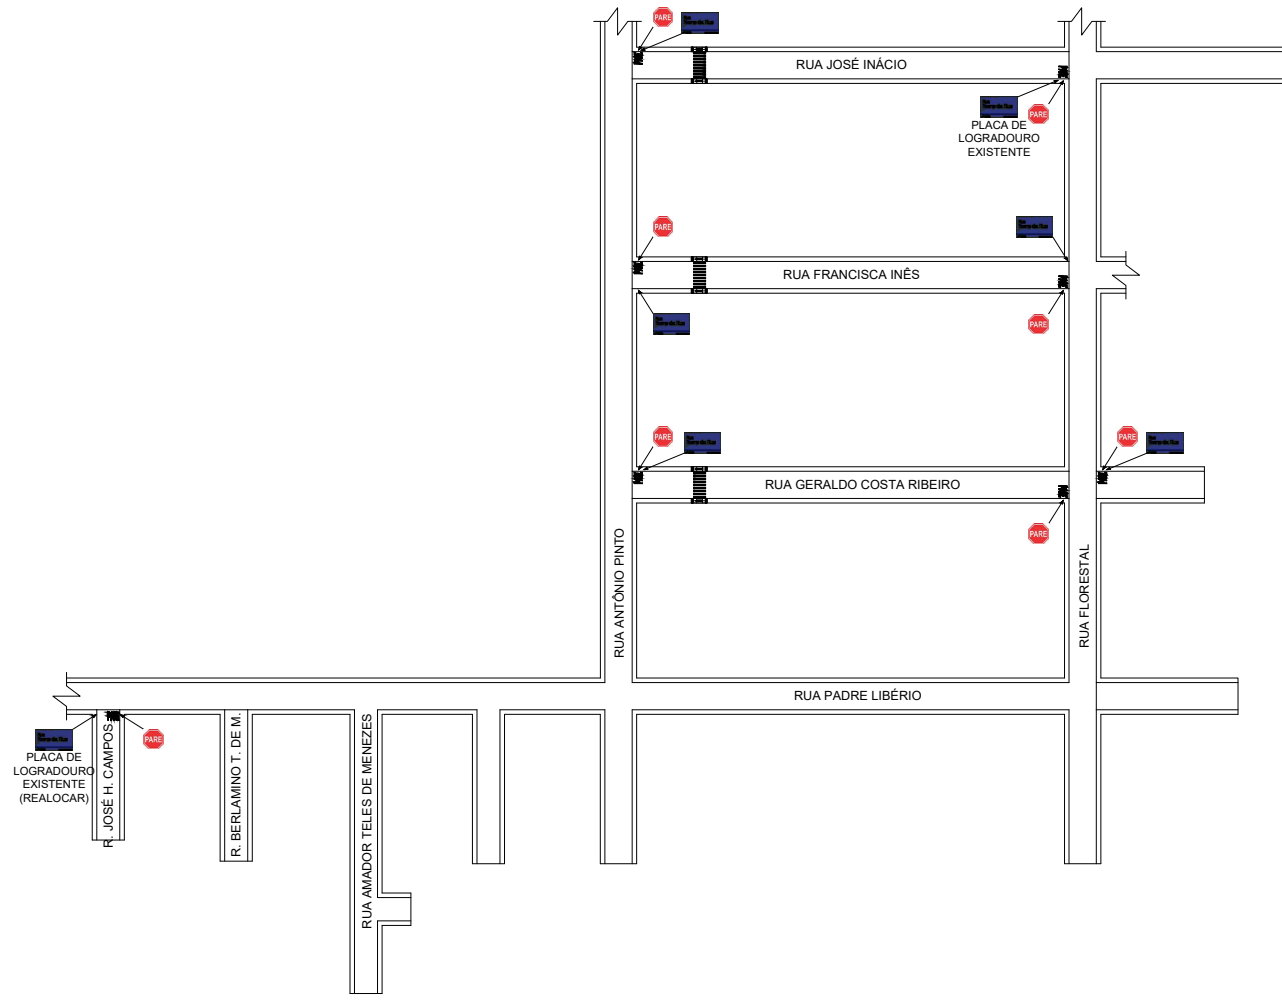 PARE
RUA JOSÉ INÁCIO
PARE
PLACA DE
LOGRADOURO
EXISTENTE
PARE
RUA FRANCISCA INÊS
PARE
PARE
PARE
RUA GERALDO COSTA RIBEIRO
PARE
RUA ANTÔNIO PINTO
RUA FLORESTAL
RUA PADRE LIBÉRIO
PARE
PLACA DE
LOGRADOURO
EXISTENTE
(REALOCAR)
R. JOSÉ H. CAMPOS
R. BERLAMINO T. DE M.
RUA AMADOR TELES DE MENEZES